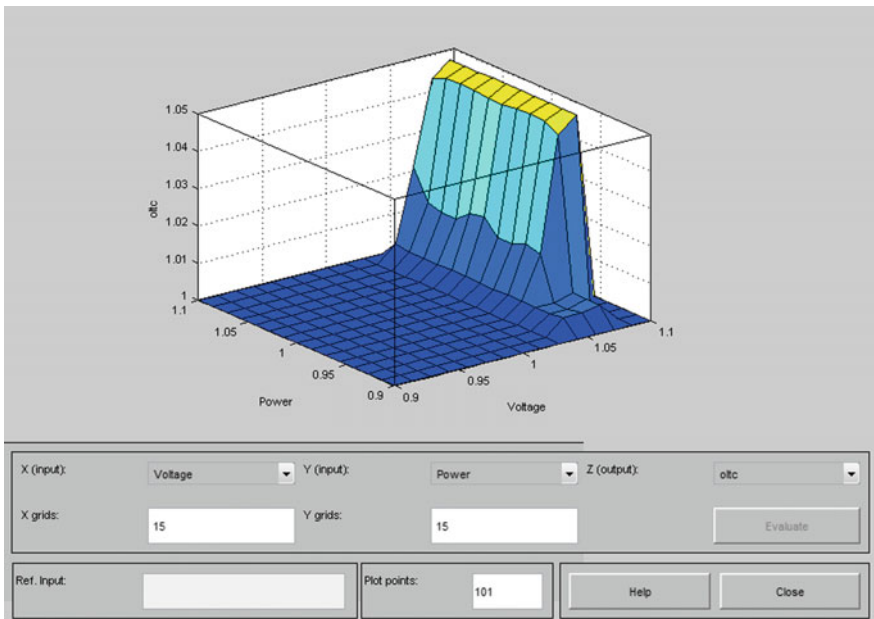 1.05
1.04
1.03
1.02
1.01
1
oltc
1.1
1.05
1
0.95
0.9
Power
0.9
0.95
1
1.05
1.1
Voltage
X (input): Voltage Y (input): Power Z (output): oltc
X grids: 15 Y grids: 15 Evaluate
Ref. Input: Plot points: 101 Help Close